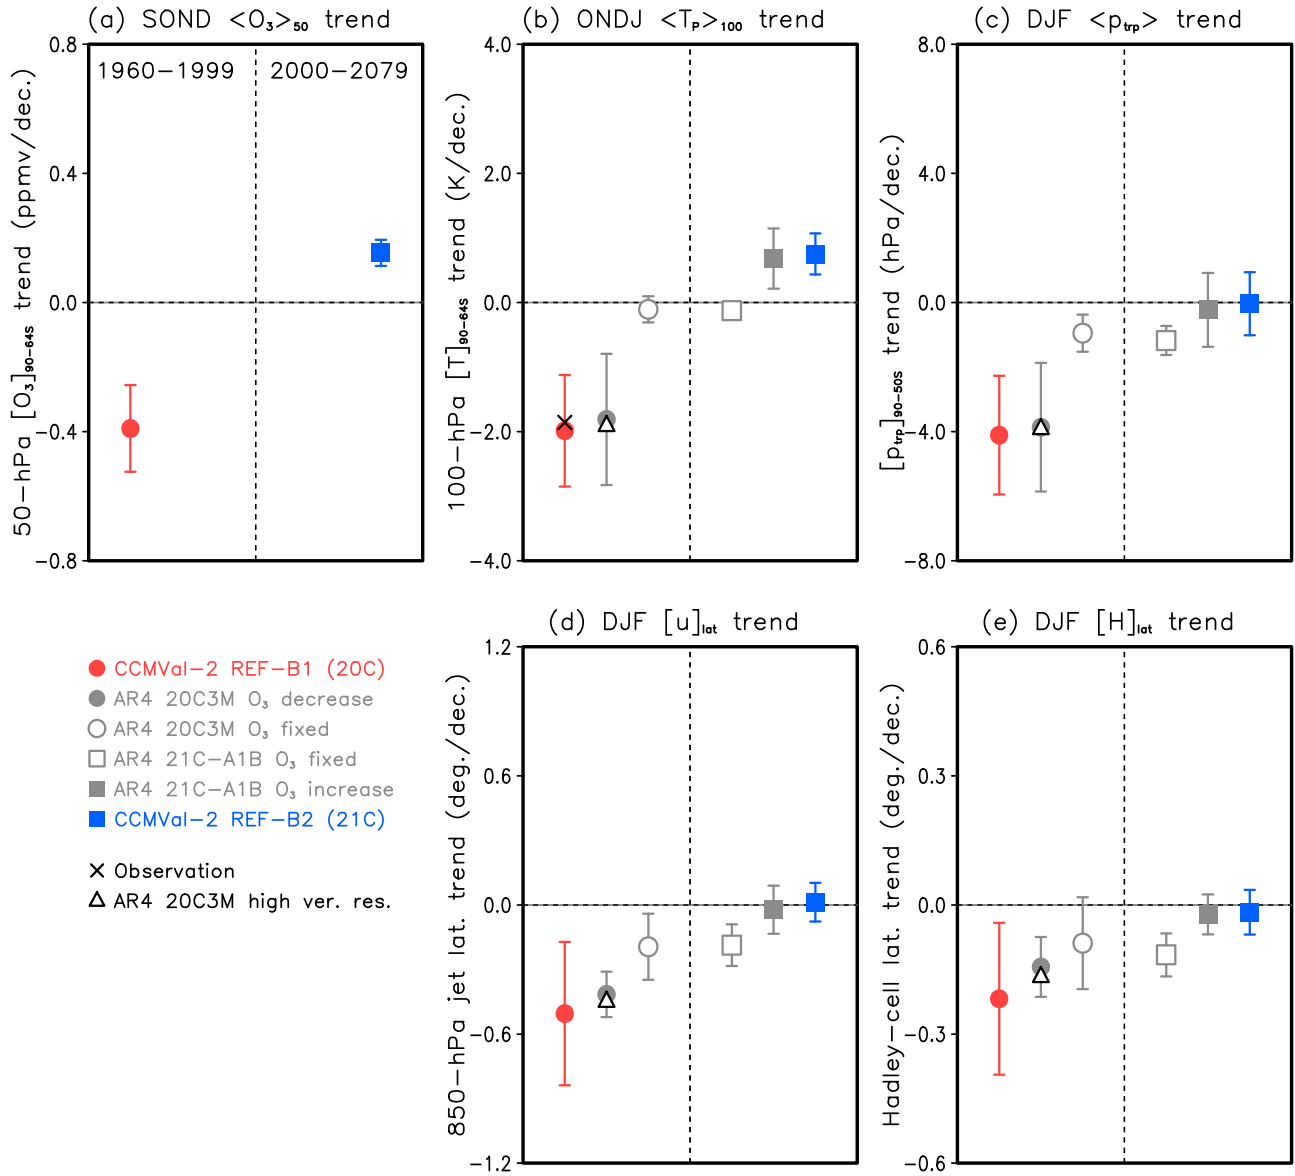 (a) SOND <O₃>₅₀ trend
(b) ONDJ <Tₚ>₁₀₀ trend
(c) DJF <pₜᵣₚ> trend
50-hPa [O₃]₉₀₋₆₄ₛ trend (ppmv/dec.)
0.8
0.4
0.0
-0.4
-0.8
1960-1999
2000-2079
100-hPa [T]₉₀₋₆₄ₛ trend (K/dec.)
4.0
2.0
0.0
-2.0
-4.0
[pₜᵣₚ]₉₀₋₅₀ₛ trend (hPa/dec.)
8.0
4.0
0.0
-4.0
-8.0
CCMVal-2 REF-B1 (20C)
AR4 20C3M O₃ decrease
AR4 20C3M O₃ fixed
AR4 21C-A1B O₃ fixed
AR4 21C-A1B O₃ increase
CCMVal-2 REF-B2 (21C)
Observation
AR4 20C3M high ver. res.
(d) DJF [u]ₗₐₜ trend
(e) DJF [H]ₗₐₜ trend
850-hPa jet lat. trend (deg./dec.)
1.2
0.6
0.0
-0.6
-1.2
Hadley-cell lat. trend (deg./dec.)
0.6
0.3
0.0
-0.3
-0.6